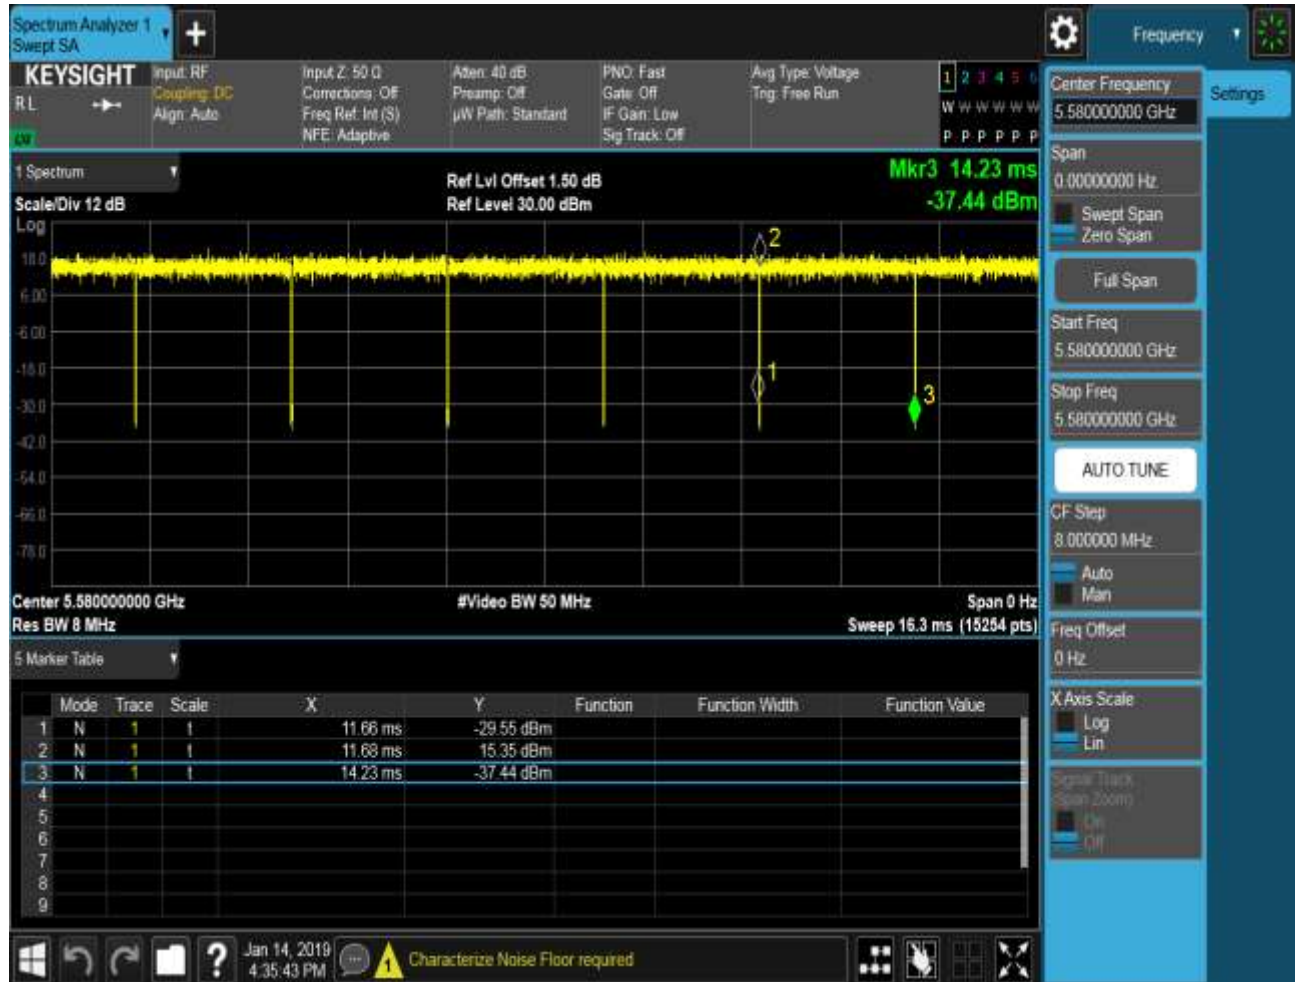 Spectrum Analyzer 1
Swept SA
Frequency
KEYSIGHT
RL
Input: RF
Coupling: DC
Align: Auto
Input Z: 50 Ω
Corrections: Off
Freq Ref: Int (S)
NFE: Adaptive
Atten: 40 dB
Preamp: Off
µW Path: Standard
PNO: Fast
Gate: Off
IF Gain: Low
Sig Track: Off
Avg Type: Voltage
Trig: Free Run
1 2 3 4 5 6
W W W W W W
P P P P P P
1 Spectrum
Scale/Div 12 dB
Ref Lvl Offset 1.50 dB
Ref Level 30.00 dBm
Mkr3 14.23 ms
-37.44 dBm
Log
18.0
6.00
-6.00
-18.0
-30.0
-42.0
-54.0
-66.0
-78.0
2
1
3
Center 5.580000000 GHz
#Video BW 50 MHz
Span 0 Hz
Res BW 8 MHz
Sweep 16.3 ms (15254 pts)
5 Marker Table
Mode Trace Scale X Y Function Function Width Function Value
1 N 1 t 11.66 ms -29.55 dBm
2 N 1 t 11.68 ms 15.35 dBm
3 N 1 t 14.23 ms -37.44 dBm
4
5
6
7
8
9
Jan 14, 2019
4:35:43 PM
Characterize Noise Floor required
Center Frequency
5.580000000 GHz
Settings
Span
0.00000000 Hz
Swept Span
Zero Span
Full Span
Start Freq
5.580000000 GHz
Stop Freq
5.580000000 GHz
AUTO TUNE
CF Step
8.000000 MHz
Auto
Man
Freq Offset
0 Hz
X Axis Scale
Log
Lin
Signal Track
(Span Zoom)
On
Off